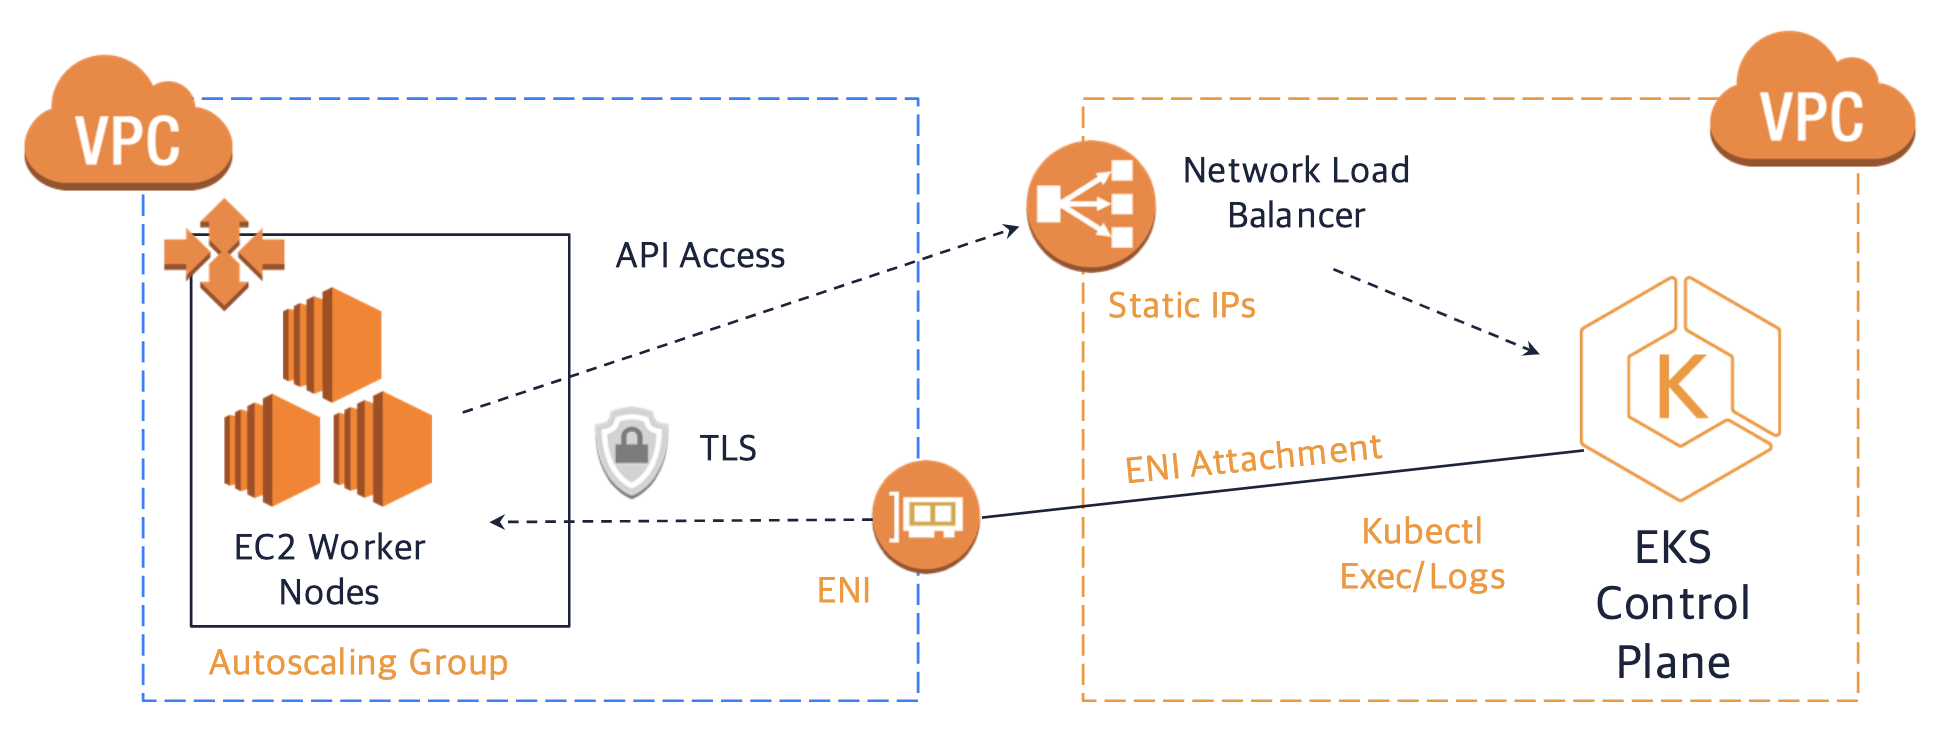 VPC
VPC
Network Load
Balancer
API Access
Static IPs
K
TLS
ENI Attachment
Kubectl
Exec/Logs
EC2 Worker
Nodes
ENI
EKS
Control
Plane
Autoscaling Group